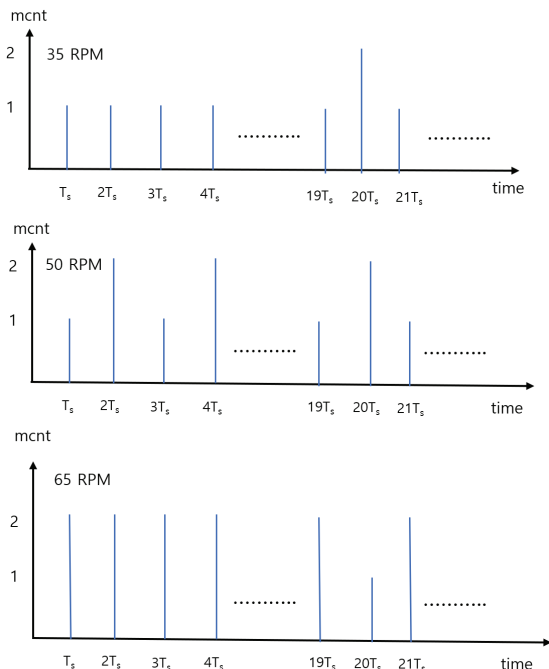 mcnt
2
35 RPM
1
............
............
Ts 2Ts 3Ts 4Ts 19Ts 20Ts 21Ts
time
mcnt
2
50 RPM
1
............
............
Ts 2Ts 3Ts 4Ts 19Ts 20Ts 21Ts time
mcnt
65 RPM
2
1
............
............
Ts 2Ts 3Ts 4Ts 19Ts 20Ts 21Ts time